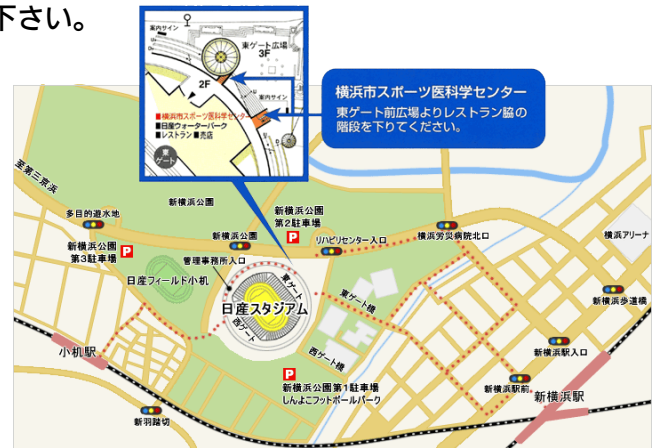 下さい。
案内サイン
東ゲート広場
3F
2F
案内サイン
■横浜市スポーツ医科学センター
■日産ウォーターパーク
■レストラン ■売店
東
ゲート
横浜市スポーツ医科学センター
東ゲート前広場よりレストラン脇の
階段を下りてください。
至第三京浜
多目的遊水地
新横浜公園
新横浜公園
第3駐車場
P
新横浜公園
新横浜公園
第2駐車場
P
リハビリセンター入口
横浜労災病院北口
横浜アリーナ
管理事務所入口
日産フィールド小机
東ゲート
日産スタジアム
西ゲート
東ゲート橋
西ゲート橋
新横浜歩道橋
小机駅
新横浜駅入口
P
新横浜公園第1駐車場
しんよこフットボールパーク
新横浜駅前
新横浜駅
新羽踏切